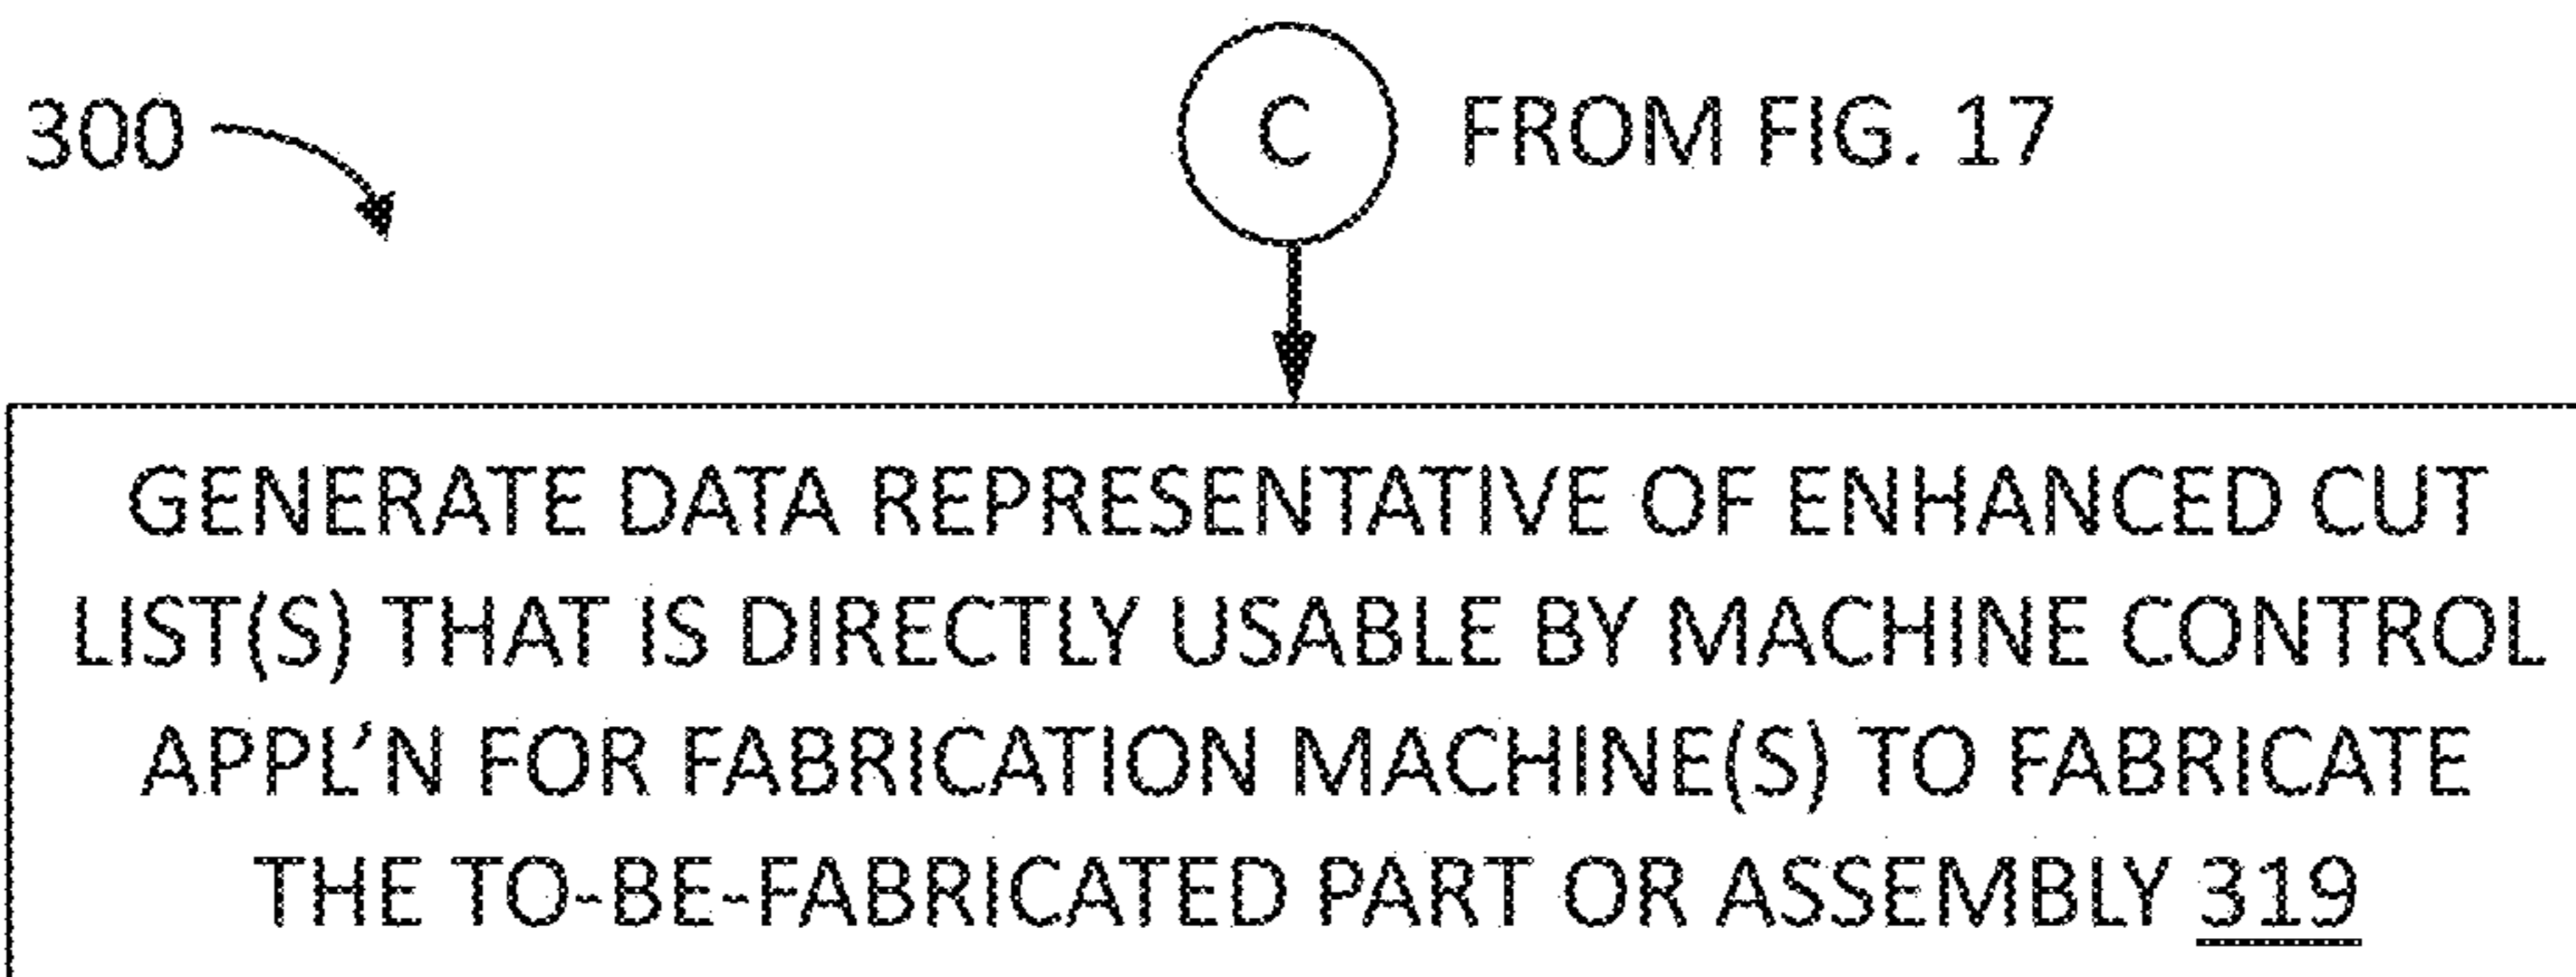 300
C FROM FIG. 17
GENERATE DATA REPRESENTATIVE OF ENHANCED CUT
LIST(S) THAT IS DIRECTLY USABLE BY MACHINE CONTROL
APPL'N FOR FABRICATION MACHINE(S) TO FABRICATE
THE TO-BE-FABRICATED PART OR ASSEMBLY 319